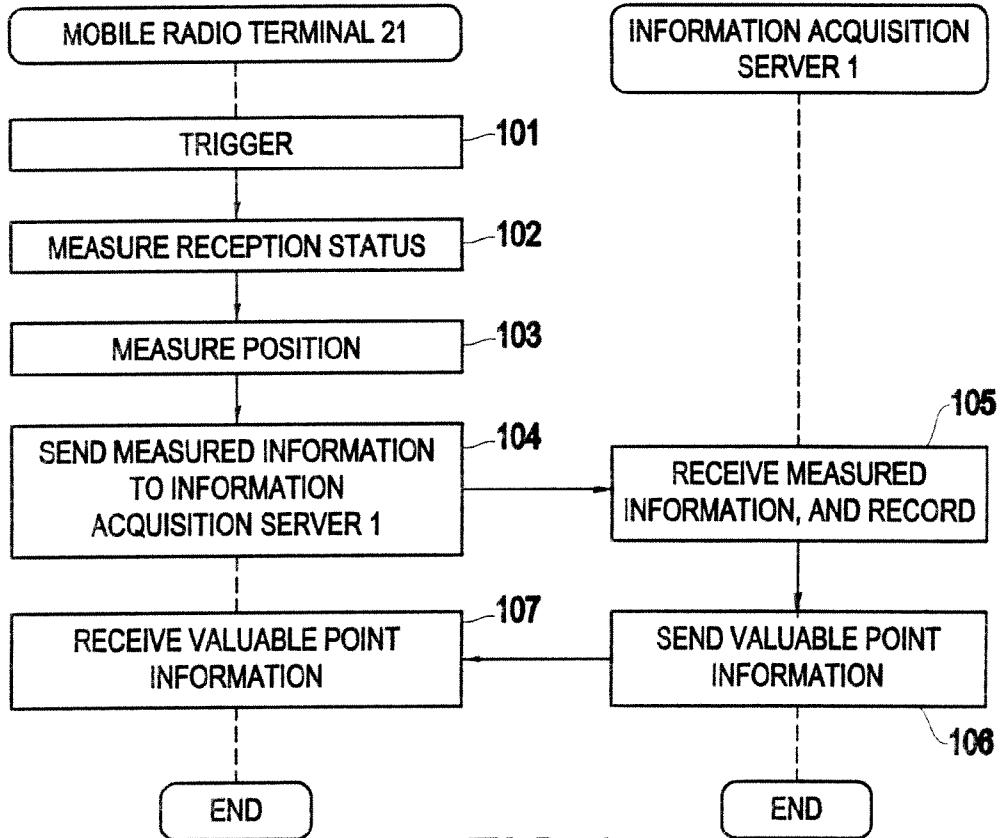 MOBILE RADIO TERMINAL 21
INFORMATION ACQUISITION
SERVER 1
TRIGGER
101
MEASURE RECEPTION STATUS
102
MEASURE POSITION
103
SEND MEASURED INFORMATION
TO INFORMATION
ACQUISITION SERVER 1
104
RECEIVE MEASURED
INFORMATION, AND RECORD
105
RECEIVE VALUABLE POINT
INFORMATION
107
SEND VALUABLE POINT
INFORMATION
106
END
END